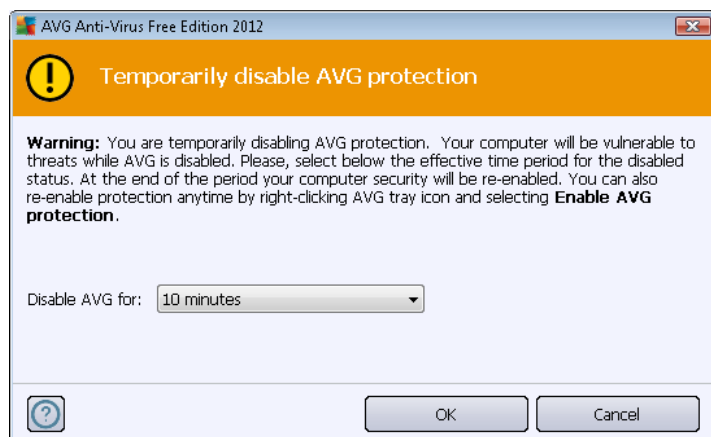 AVG Anti-Virus Free Edition 2012
Temporarily disable AVG protection
Warning: You are temporarily disabling AVG protection.  Your computer will be vulnerable to
threats while AVG is disabled. Please, select below the effective time period for the disabled
status. At the end of the period your computer security will be re-enabled. You can also
re-enable protection anytime by right-clicking AVG tray icon and selecting Enable AVG
protection.
Disable AVG for: 10 minutes
OK Cancel